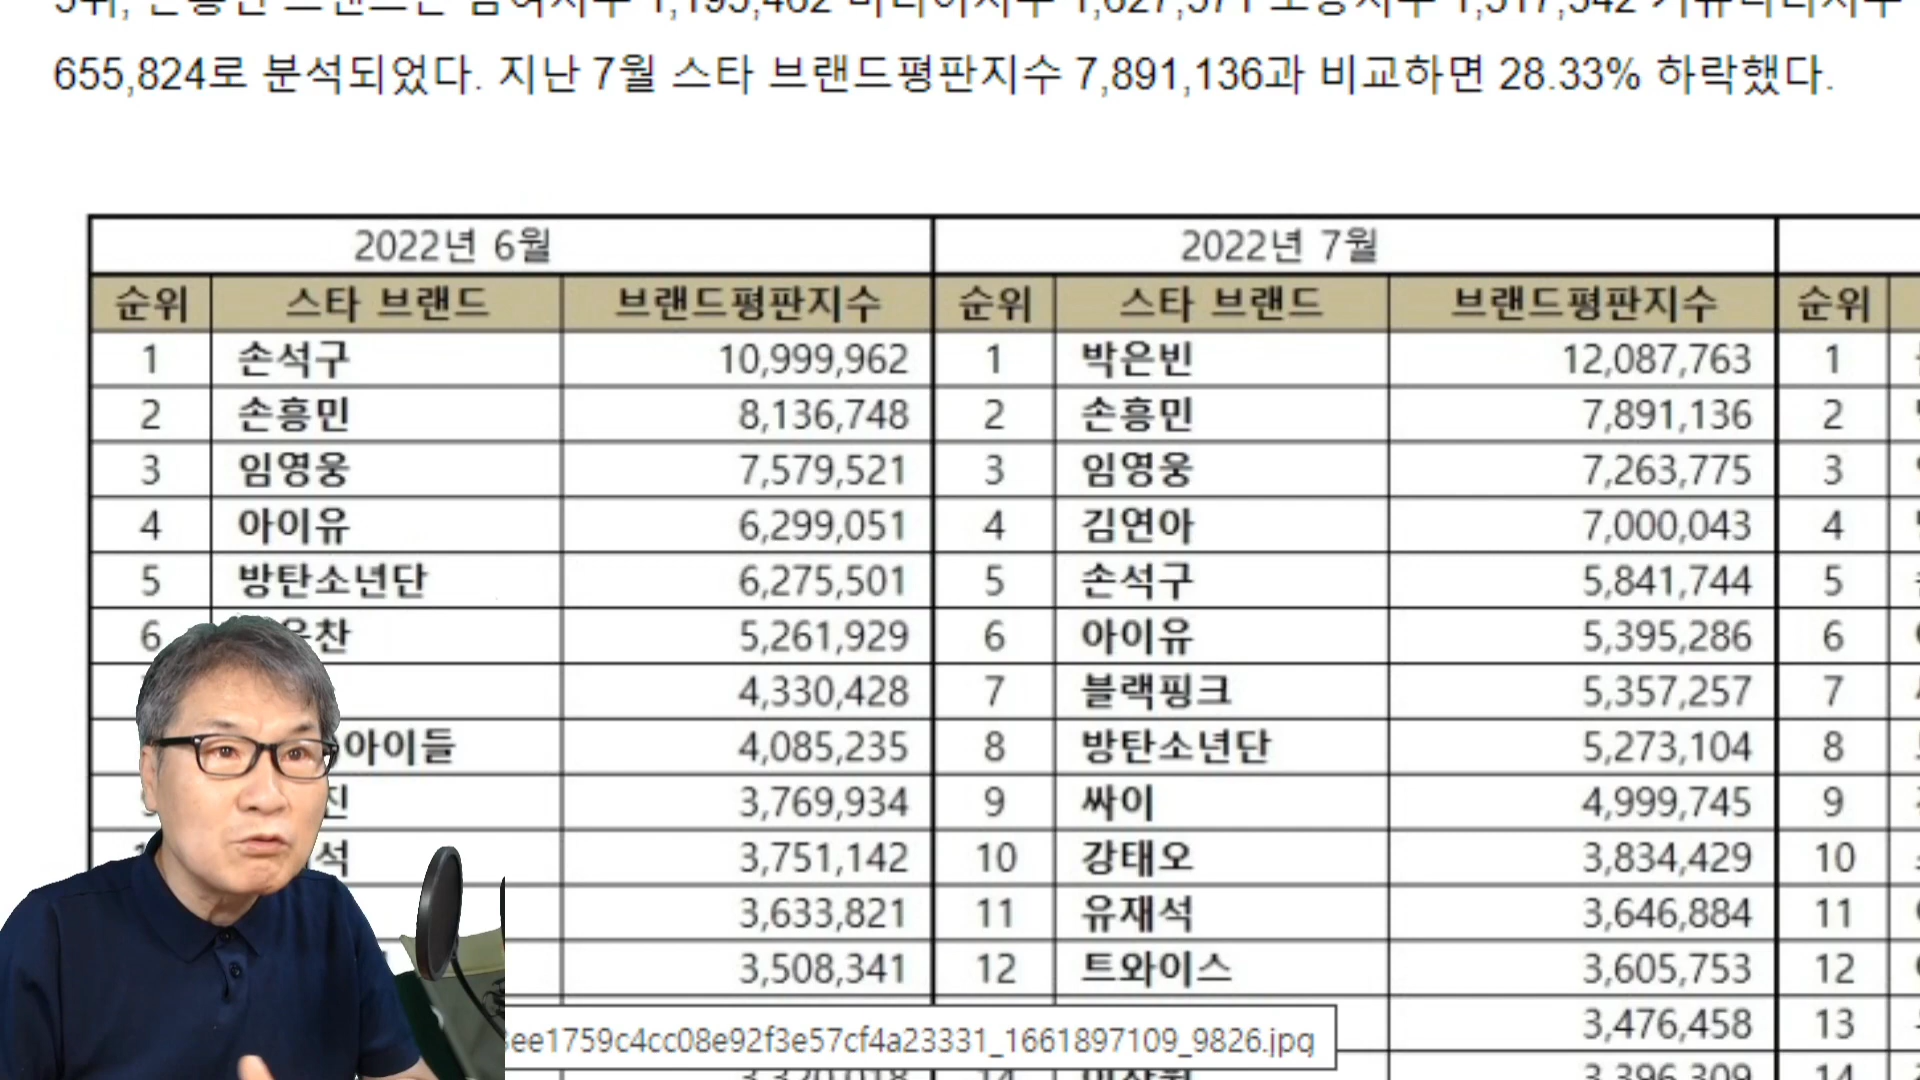 655,824로 분석되었다. 지난 7월 스타 브랜드평판지수 7,891,136과 비교하면 28.33% 하락했다.
2022년 6월 2022년 7월
순위 스타 브랜드 브랜드평판지수 순위 스타 브랜드 브랜드평판지수 순위
1 손석구 10,999,962 1 박은빈 12,087,763 1
2 손흥민 8,136,748 2 손흥민 7,891,136 2
3 임영웅 7,579,521 3 임영웅 7,263,775 3
4 아이유 6,299,051 4 김연아 7,000,043 4
5 방탄소년단 6,275,501 5 손석구 5,841,744 5
6 찬 5,261,929 6 아이유 5,395,286 6
4,330,428 7 블랙핑크 5,357,257 7
)아이들 4,085,235 8 방탄소년단 5,273,104 8
진 3,769,934 9 싸이 4,999,745 9
석 3,751,142 10 강태오 3,834,429 10
3,633,821 11 유재석 3,646,884 11
3,508,341 12 트와이스 3,605,753 12
3,476,458 13
ee1759c4cc08e92f3e57cf4a23331_1661897109_9826.jpg